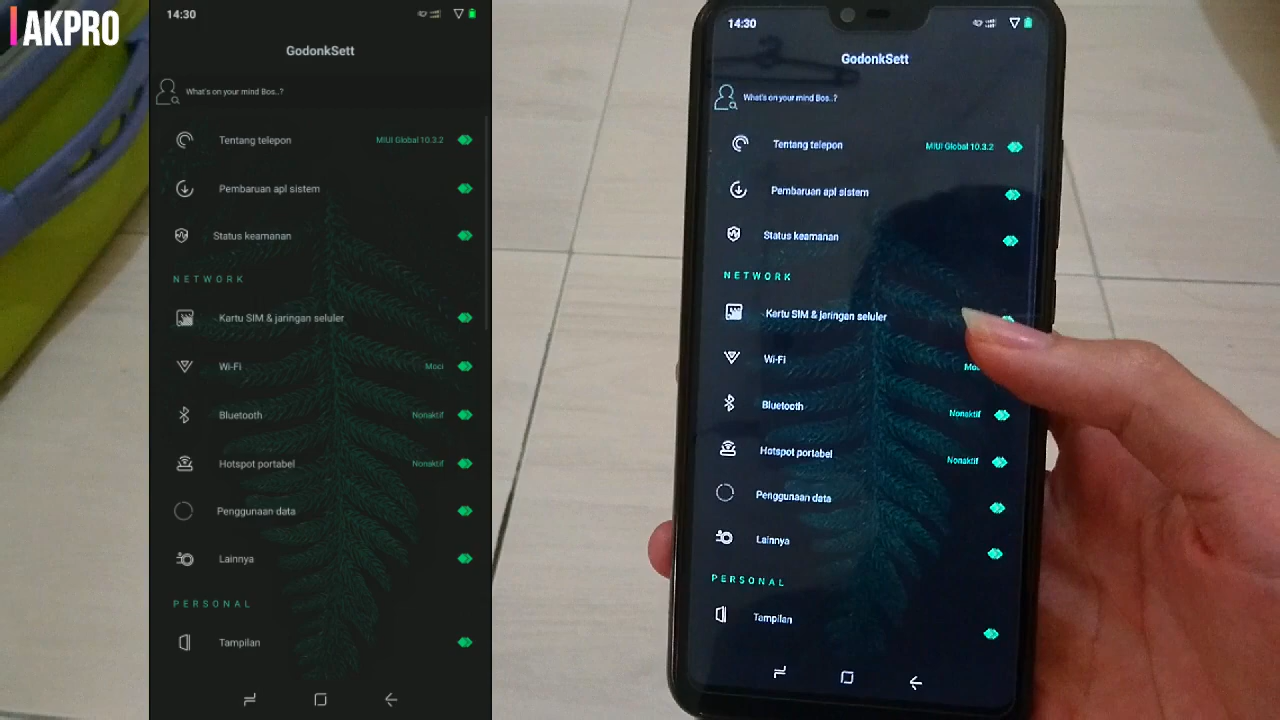 AKPRO
14:30
GodonkSett
What's on your mind Bos..?
Tentang telepon MIUI Global 10.3.2
Pembaruan apl sistem
Status keamanan
NETWORK
Kartu SIM & jaringan seluler
Wi-Fi Moci
Bluetooth Nonaktif
Hotspot portabel Nonaktif
Penggunaan data
Lainnya
PERSONAL
Tampilan
14:30
GodonkSett
What's on your mind Bos..?
Tentang telepon MIUI Global 10.3.2
Pembaruan apl sistem
Status keamanan
NETWORK
Kartu SIM & jaringan seluler
Wi-Fi
Bluetooth Nonaktif
Hotspot portabel Nonaktif
Penggunaan data
Lainnya
PERSONAL
Tampilan